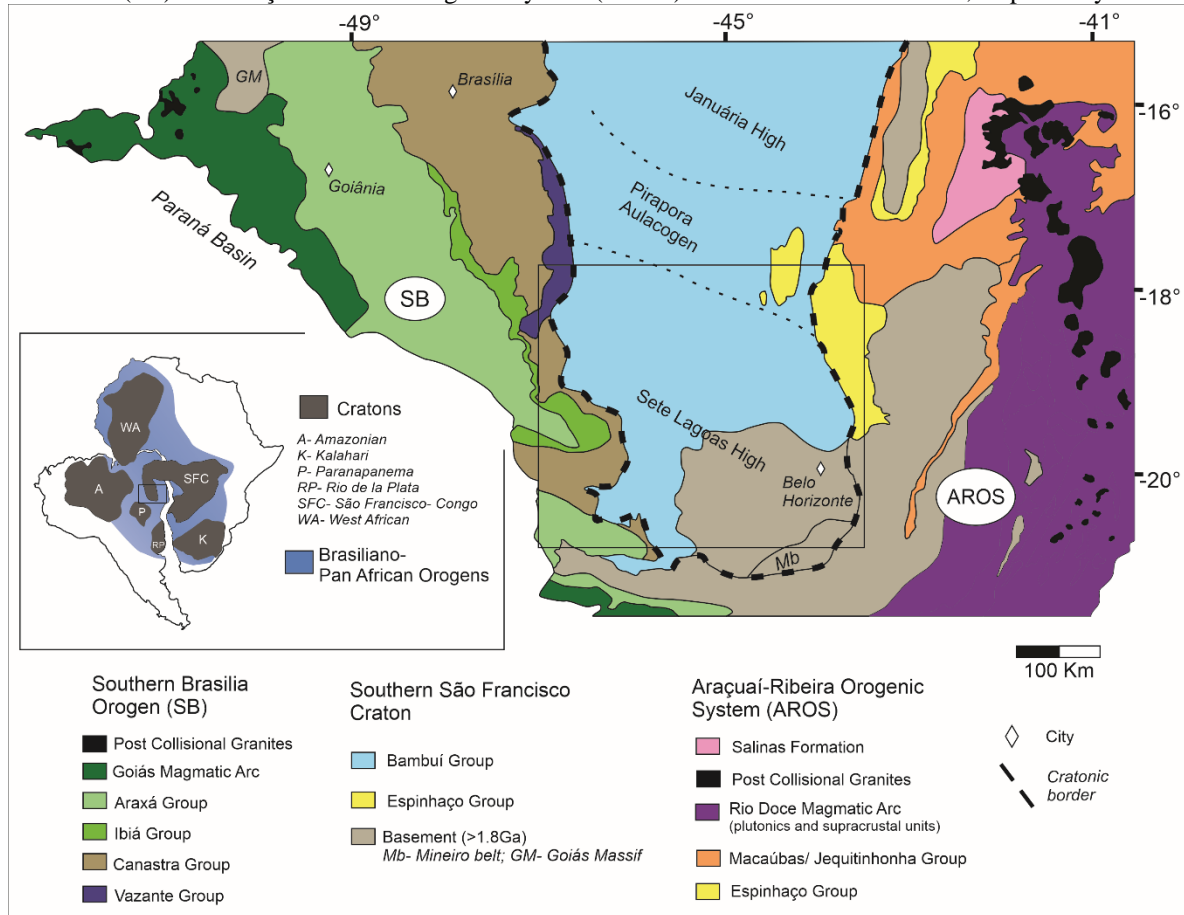 -49°
-45°
-41°
GM
Brasília
Januária High
-16°
Goiânia
Pirapora
Aulacogen
Paraná Basin
SB
-18°
Sete Lagoas High
Belo
Horizonte
-20°
AROS
Mb
WA
A
SFC
P
RP
K
Cratons
A- Amazonian
K- Kalahari
P- Paranapanema
RP- Rio de la Plata
SFC- São Francisco- Congo
WA- West African
Brasiliano-
Pan African Orogens
100 Km
Southern Brasilia
Orogen (SB)
Post Collisional Granites
Goiás Magmatic Arc
Araxá Group
Ibiá Group
Canastra Group
Vazante Group
Southern São Francisco
Craton
Bambuí Group
Espinhaço Group
Basement (>1.8Ga)
Mb- Mineiro belt; GM- Goiás Massif
Araçuaí-Ribeira Orogenic
System (AROS)
Salinas Formation
Post Collisional Granites
Rio Doce Magmatic Arc
(plutonics and supracrustal units)
Macaúbas/ Jequitinhonha Group
Espinhaço Group
City
Cratonic
border